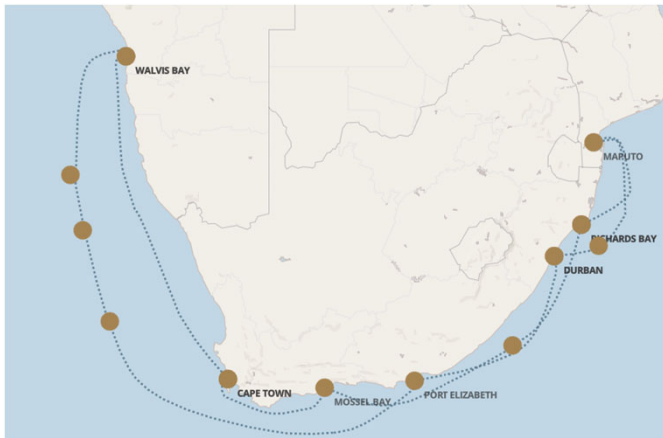 WALVIS BAY
MAPUTO
RICHARDS BAY
DURBAN
CAPE TOWN
MOSSEL BAY
PORT ELIZABETH